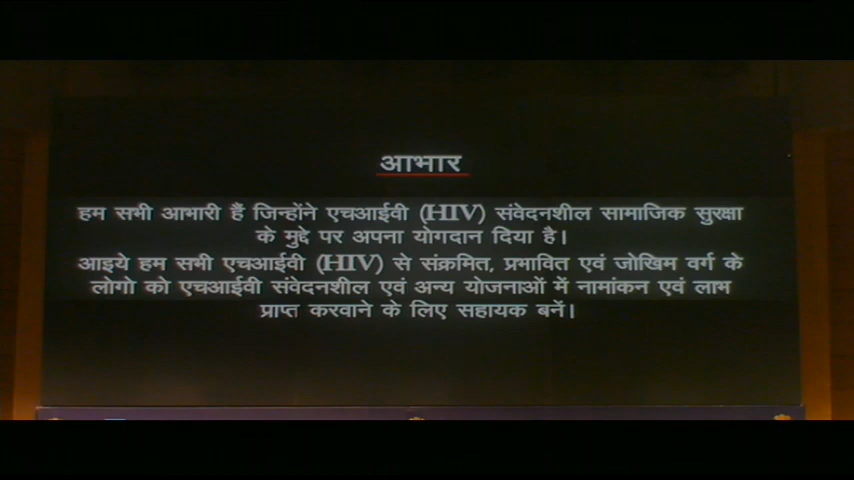 आभार
हम सभी आभारी हैं जिन्होंने एचआईवी (HIV) संवेदनशील सामाजिक सुरक्षा
के मुद्दे पर अपना योगदान दिया है।
आइये हम सभी एचआईवी (HIV) से संक्रमित, प्रभावित एवं जोखिम वर्ग के
लोगो को एचआईवी संवेदनशील एवं अन्य योजनाओं में नामांकन एवं लाभ
प्राप्त करवाने के लिए सहायक बनें।